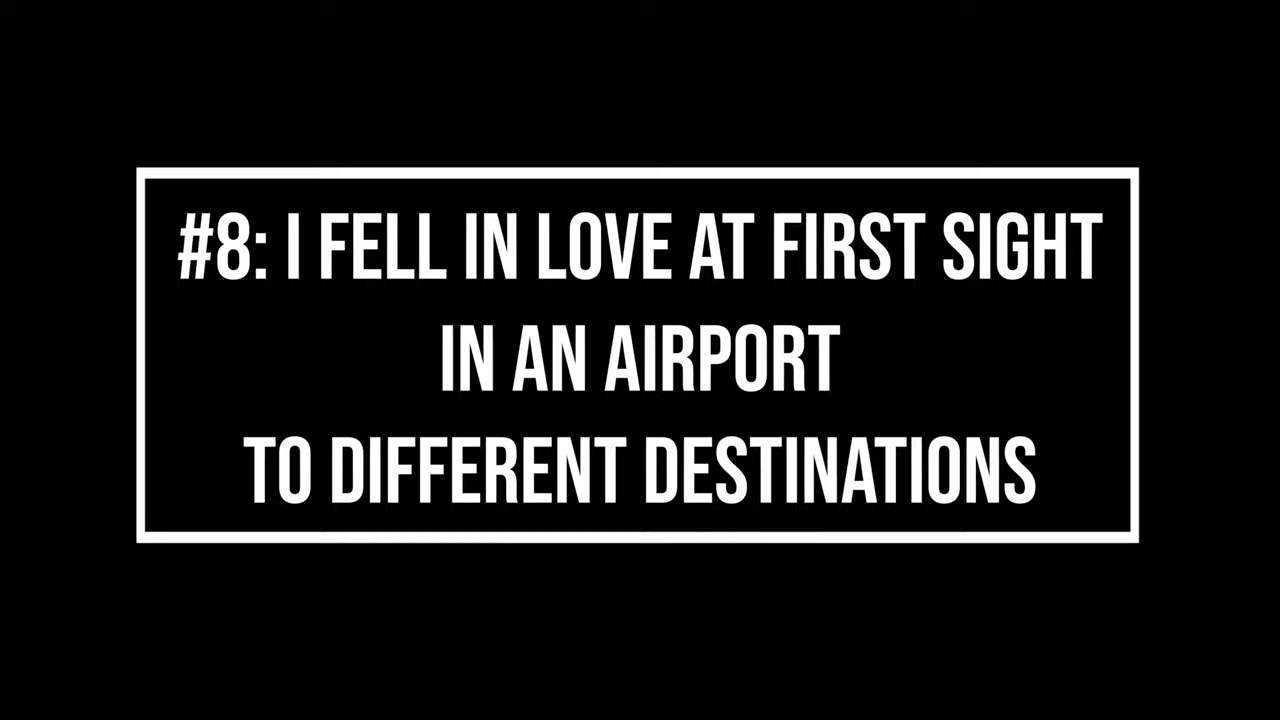 #8: I FELL IN LOVE AT FIRST SIGHT
IN AN AIRPORT
TO DIFFERENT DESTINATIONS